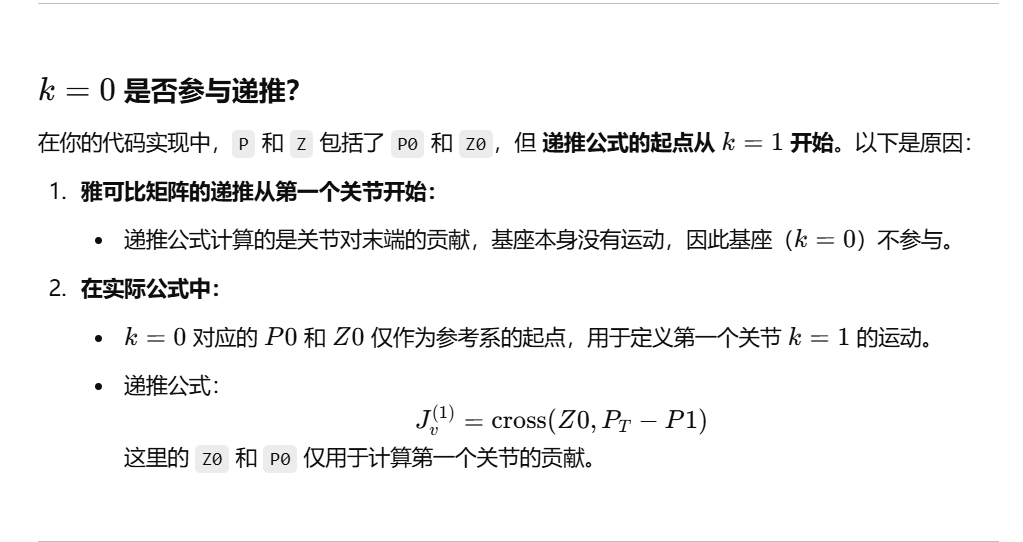 k = 0 是否参与递推？
在你的代码实现中，P 和 Z 包括了 P0 和 Z0，但 递推公式的起点从 k = 1 开始。以下是原因：
1. 雅可比矩阵的递推从第一个关节开始：
• 递推公式计算的是关节对末端的贡献，基座本身没有运动，因此基座（k = 0）不参与。
2. 在实际公式中：
• k = 0 对应的 P0 和 Z0 仅作为参考系的起点，用于定义第一个关节 k = 1 的运动。
• 递推公式：
J_v^{(1)} = cross(Z0, P_T − P1)
这里的 Z0 和 P0 仅用于计算第一个关节的贡献。